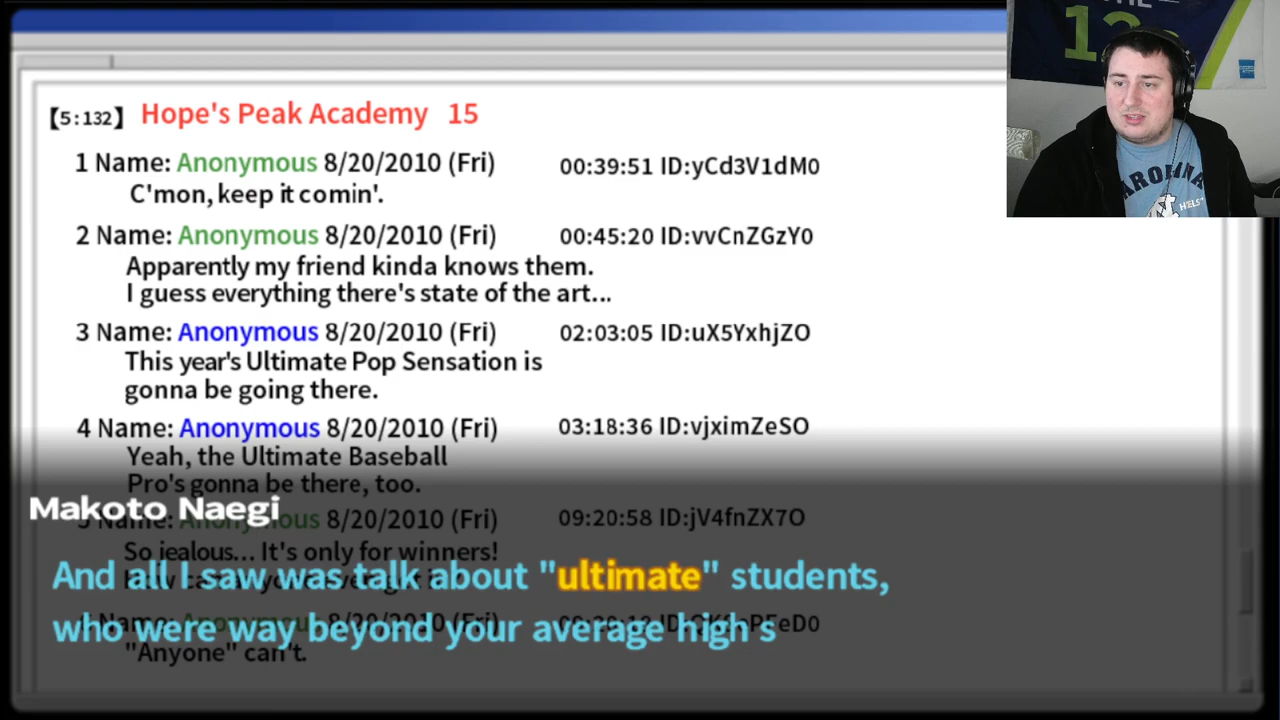 12
【5:132】 Hope's Peak Academy 15
1 Name: Anonymous 8/20/2010 (Fri) 00:39:51 ID:yCd3V1dM0
C'mon, keep it comin'.
2 Name: Anonymous 8/20/2010 (Fri) 00:45:20 ID:vvCnZGzY0
Apparently my friend kinda knows them.
I guess everything there's state of the art...
3 Name: Anonymous 8/20/2010 (Fri) 02:03:05 ID:uX5YxhjZO
This year's Ultimate Pop Sensation is
gonna be going there.
4 Name: Anonymous 8/20/2010 (Fri) 03:18:36 ID:vjximZeSO
Yeah, the Ultimate Baseball
Pro's gonna be there, too.
Makoto Naegi
5 Name: Anonymous 8/20/2010 (Fri) 09:20:58 ID:jV4fnZX7O
So jealous... It's only for winners!
And all I saw was talk about "ultimate" students,
who were way beyond your average high s
"Anyone" can't.